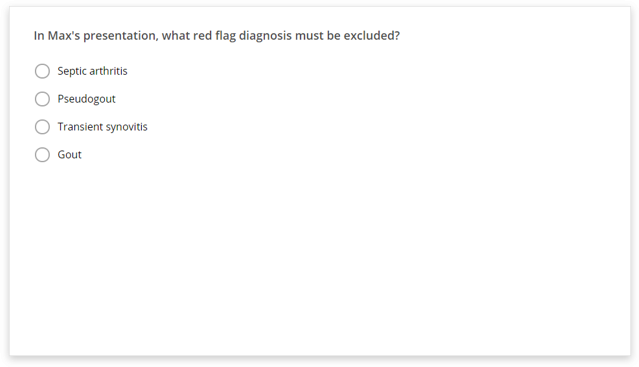 In Max's presentation, what red flag diagnosis must be excluded?
Septic arthritis
Pseudogout
Transient synovitis
Gout